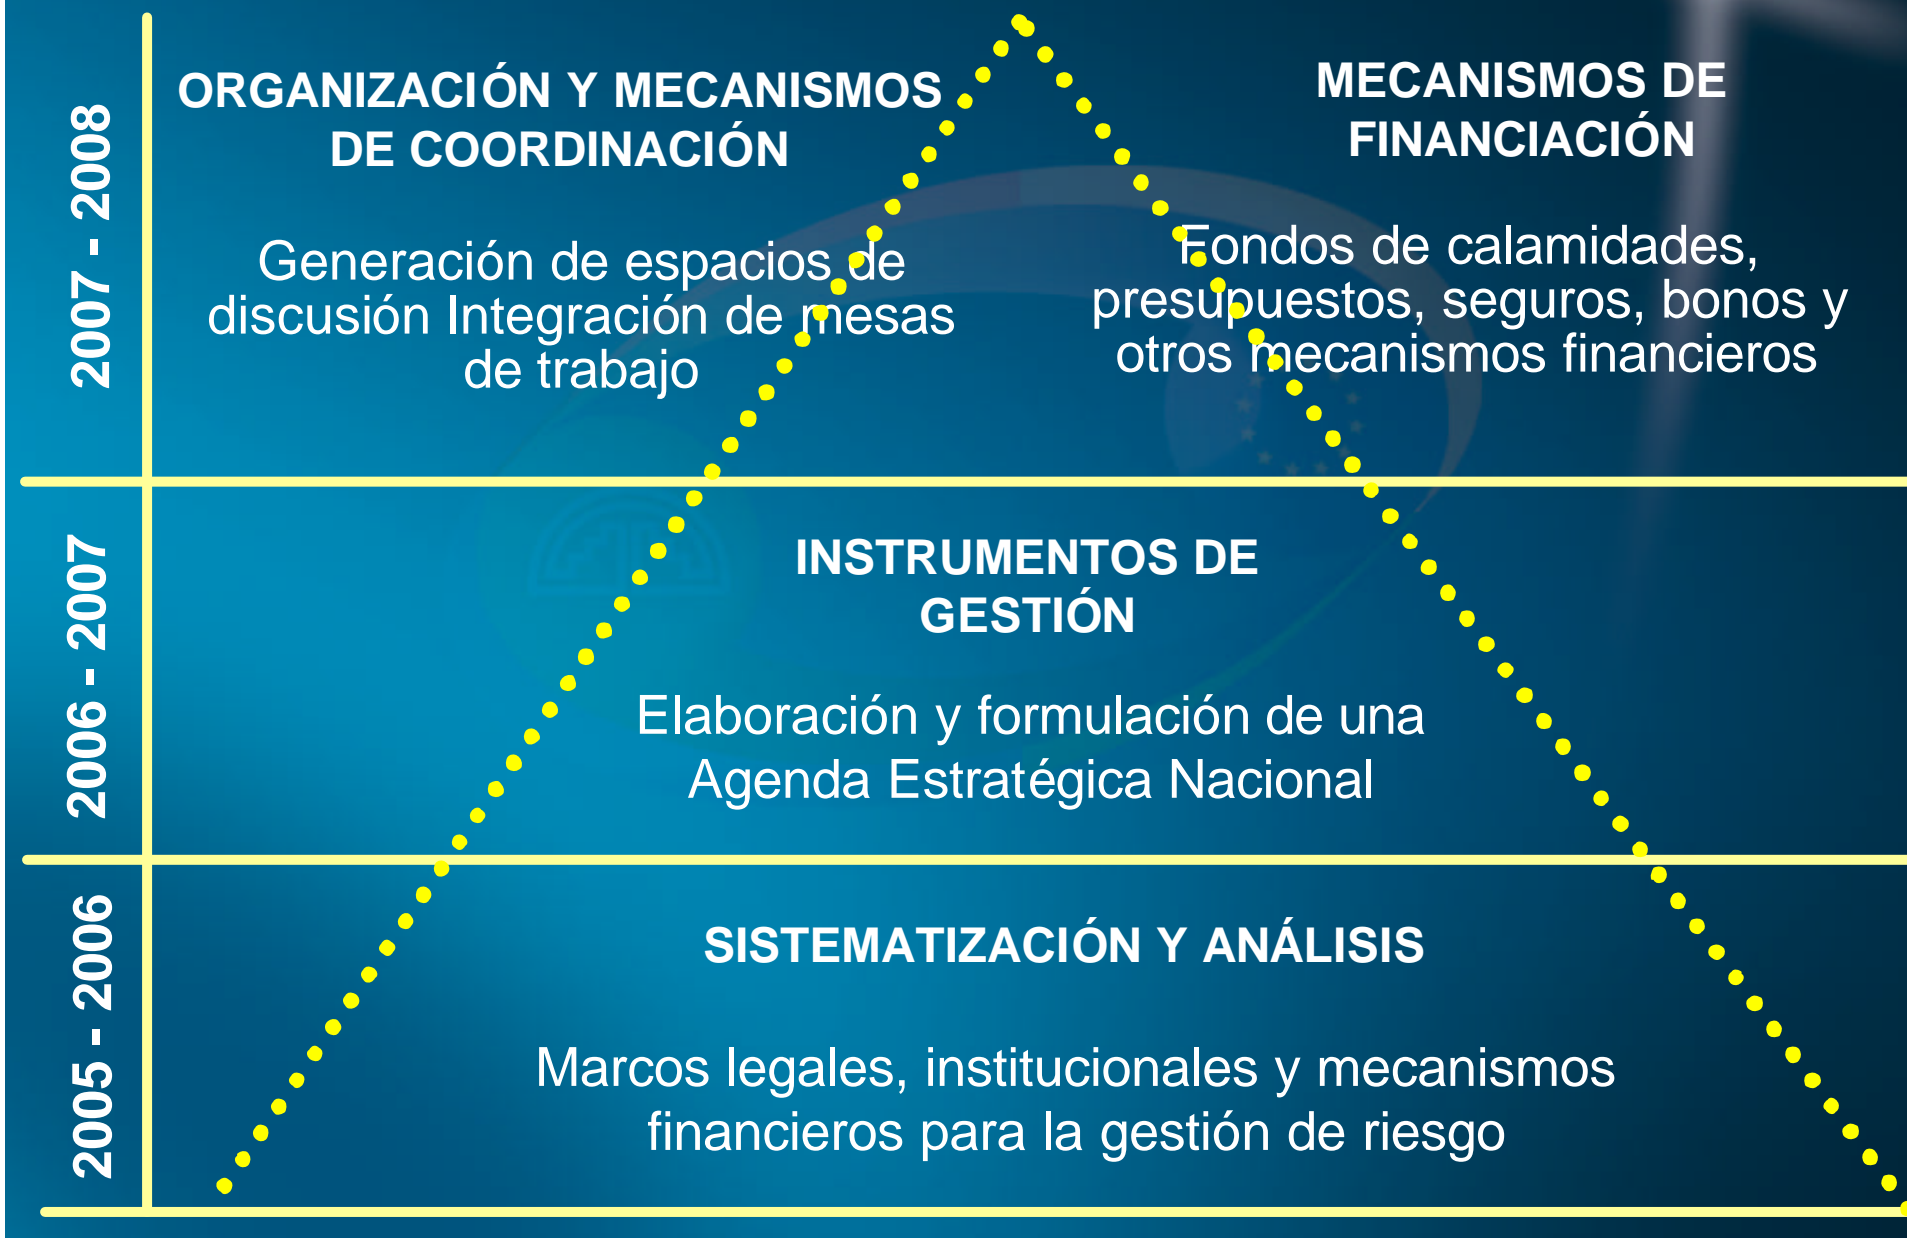 2007 - 2008
ORGANIZACIÓN Y MECANISMOS
DE COORDINACIÓN
Generación de espacios de
discusión Integración de mesas
de trabajo
MECANISMOS DE
FINANCIACIÓN
Fondos de calamidades,
presupuestos, seguros, bonos y
otros mecanismos financieros
2006 - 2007
INSTRUMENTOS DE
GESTIÓN
Elaboración y formulación de una
Agenda Estratégica Nacional
2005 - 2006
SISTEMATIZACIÓN Y ANÁLISIS
Marcos legales, institucionales y mecanismos
financieros para la gestión de riesgo